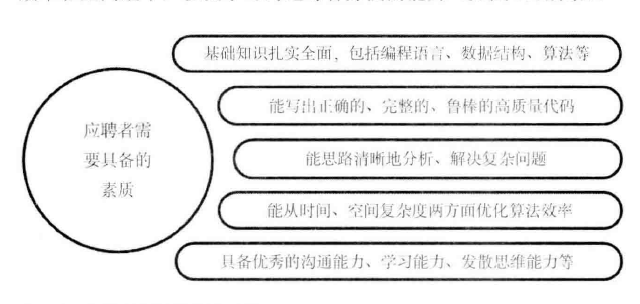 基础知识扎实全面，包括编程语言、数据结构、算法等
能写出正确的、完整的、鲁棒的高质量代码
应聘者需
要具备的
素质
能思路清晰地分析、解决复杂问题
能从时间、空间复杂度两方面优化算法效率
具备优秀的沟通能力、学习能力、发散思维能力等